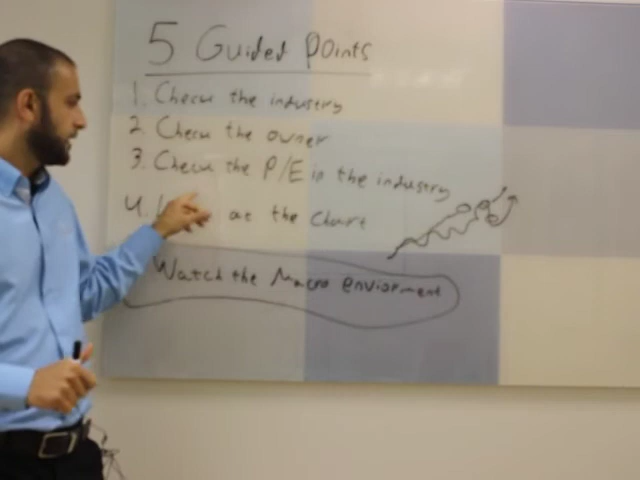 5 Guided Points
1. Check the industry
2. Check the owner
3. Check the P/E in the industry
4. at the chart
Watch the Macro enviorment